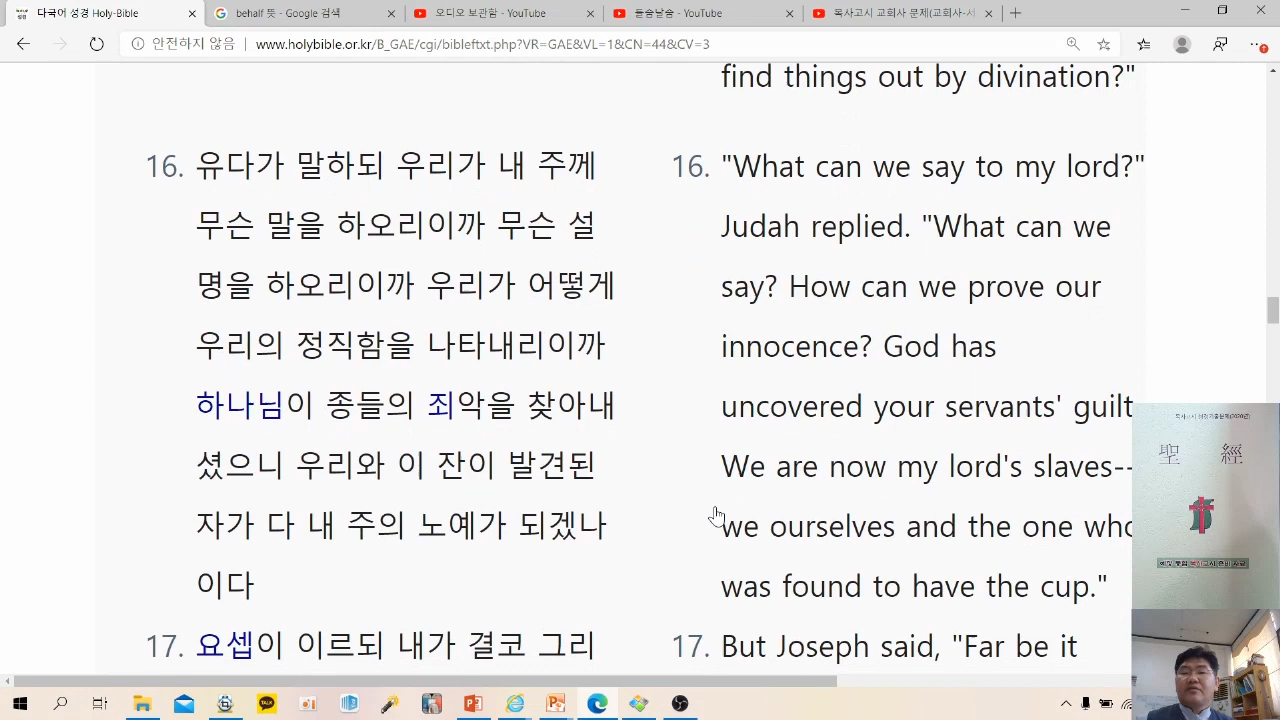 다국어 성경 Holy-Bible
behalf 뜻 - Google 검색
오디오 보관함 - YouTube
들숨날숨 - YouTube
목사고시 교회사 문제(교회사-서
안전하지 않음
www.holybible.or.kr/B_GAE/cgi/bibleftxt.php?VR=GAE&VL=1&CN=44&CV=3
find things out by divination?"
16. 유다가 말하되 우리가 내 주께
무슨 말을 하오리이까 무슨 설
명을 하오리이까 우리가 어떻게
우리의 정직함을 나타내리이까
하나님이 종들의 죄악을 찾아내
셨으니 우리와 이 잔이 발견된
자가 다 내 주의 노예가 되겠나
이다
17. 요셉이 이르되 내가 결코 그리
16. "What can we say to my lord?"
Judah replied. "What can we
say? How can we prove our
innocence? God has
uncovered your servants' guilt
We are now my lord's slaves--
we ourselves and the one who
was found to have the cup."
17. But Joseph said, "Far be it
聖 經
TALK